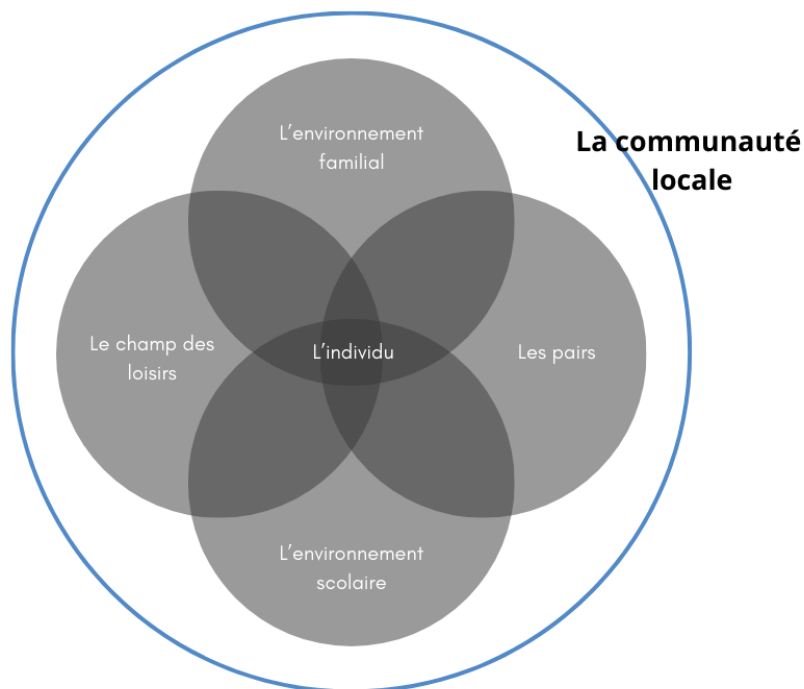 L'environnement
familial
La communauté
locale
Le champ des
loisirs
L'individu
Les pairs
L'environnement
scolaire